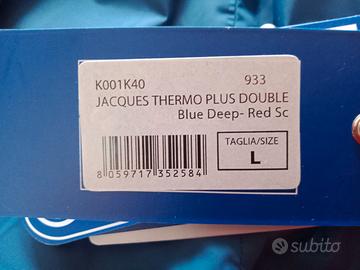 K001K40 933
JACQUES THERMO PLUS DOUBLE
Blue Deep- Red Sc
TAGLIA/SIZE
L
8 059717 352584
subito